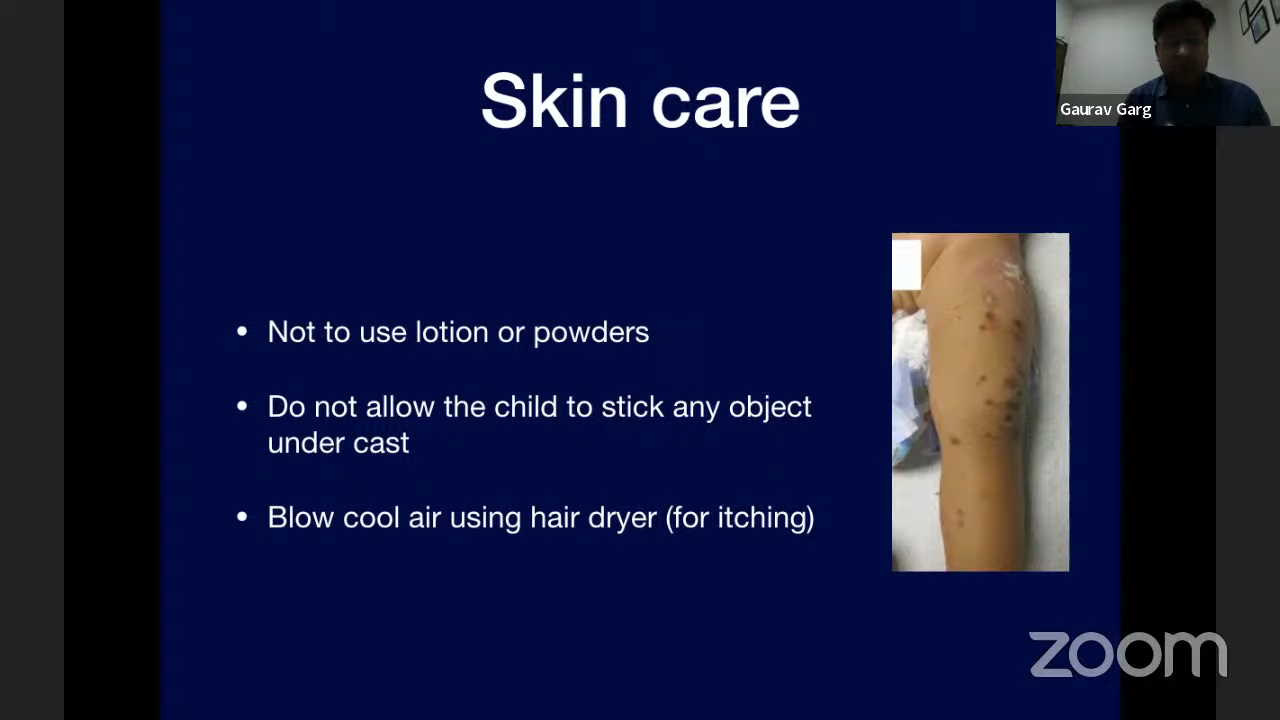 Skin care
Gaurav Garg
• Not to use lotion or powders
• Do not allow the child to stick any object
under cast
• Blow cool air using hair dryer (for itching)
zoom